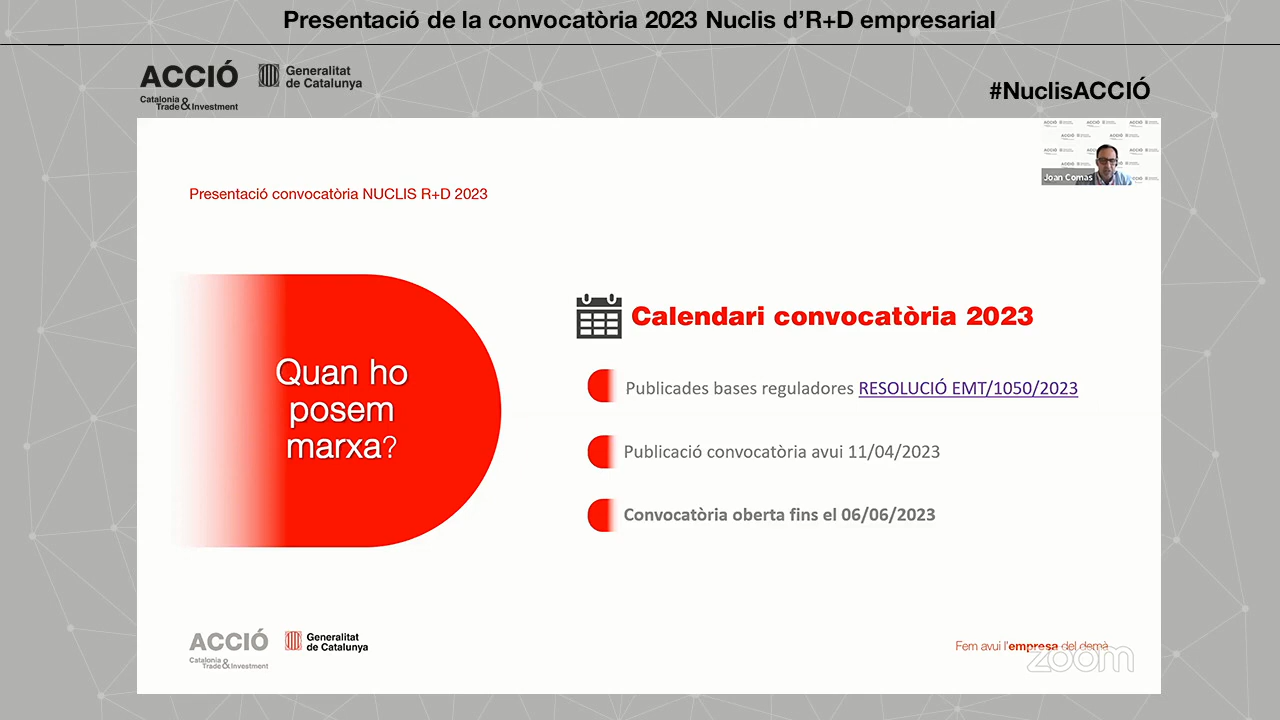 Presentació de la convocatòria 2023 Nuclis d'R+D empresarial
ACCIÓ
Catalonia
Trade & Investment
Generalitat
de Catalunya
#NuclisACCIÓ
Joan Comas
Presentació convocatòria NUCLIS R+D 2023
Quan ho
posem
marxa?
Calendari convocatòria 2023
Publicades bases reguladores RESOLUCIÓ EMT/1050/2023
Publicació convocatòria avui 11/04/2023
Convocatòria oberta fins el 06/06/2023
ACCIÓ
Catalonia
Trade & Investment
Generalitat
de Catalunya
Fem avui l'empresa del demà
zoom